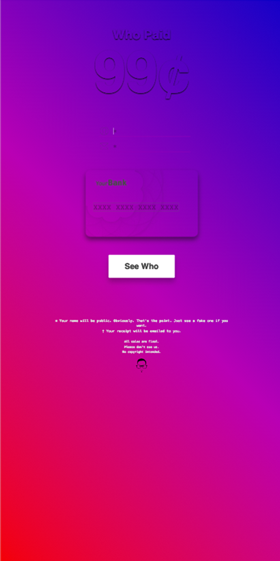 Who Paid
99¢
See Who
* Your name will be public. Obviously. That's the point. Just use a fake one if you
want.
Your receipt will be emailed to you.
All sales are final.
Please don't sue us.
No copyright intended.